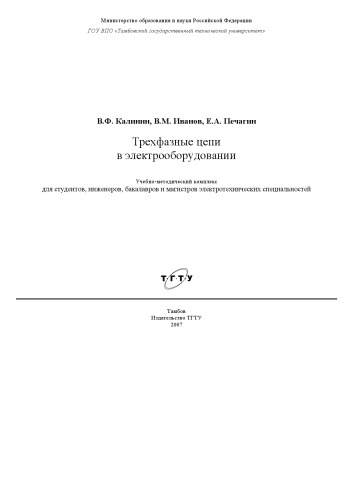 Министерство образования и науки Российской Федерации
ГОУ ВПО «Тамбовский государственный технический университет»
В.Ф. Калинин, В.М. Иванов, Е.А. Печагин
Трехфазные цепи
в электрооборудовании
Учебно-методический комплекс
для студентов, инженеров, бакалавров и магистров электротехнических специальностей
ТГТУ
Тамбов
Издательство ТГТУ
2007